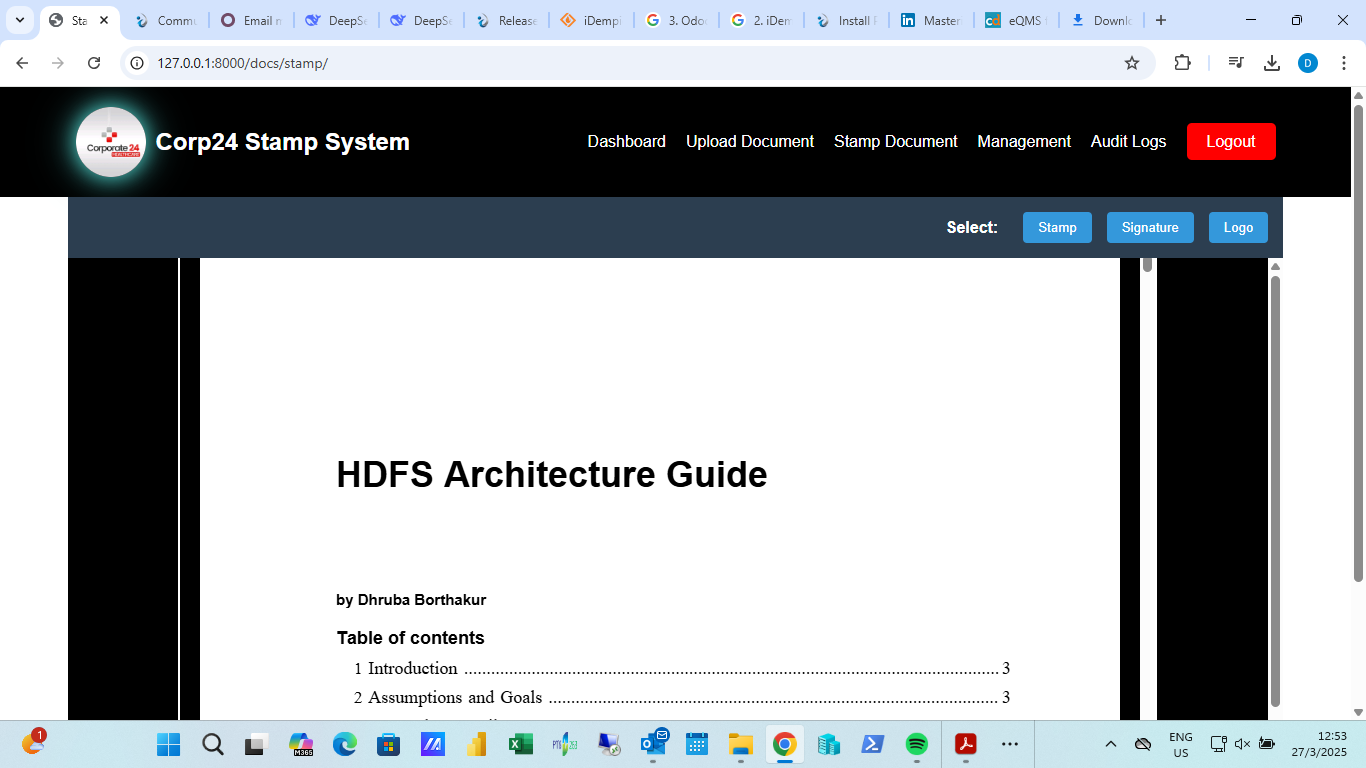 Sta
Commu
Email n
DeepSe
DeepSe
Release
iDempi
3. Odo
2. iDem
Install
Master
eQMS
Downlo
127.0.0.1:8000/docs/stamp/
D
Corporate 24
HEALTHCARE
Corp24 Stamp System
Dashboard
Upload Document
Stamp Document
Management
Audit Logs
Logout
Select:
Stamp
Signature
Logo
HDFS Architecture Guide
by Dhruba Borthakur
Table of contents
1 Introduction ........................................................................................................................ 3
2 Assumptions and Goals ..................................................................................................... 3
1
M365
ENG
US
12:53
27/3/2025